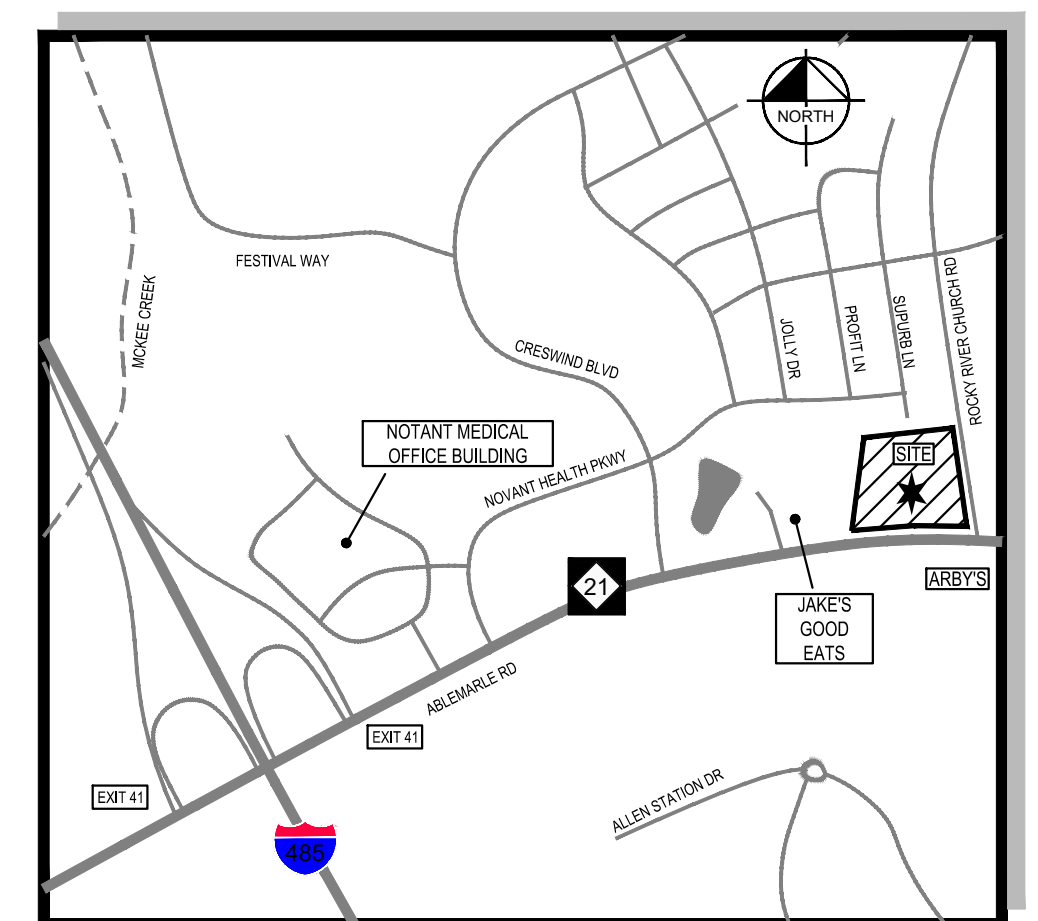 NORTH
FESTIVAL WAY
MCKEE CREEK
CRESWIND BLVD
JOLLY DR
PROFIT LN
SUPURB LN
ROCKY RIVER CHURCH RD
NOTANT MEDICAL
OFFICE BUILDING
SITE
NOVANT HEALTH PKWY
21
ARBY'S
JAKE'S
GOOD
EATS
ABLEMARLE RD
EXIT 41
EXIT 41
ALLEN STATION DR
485